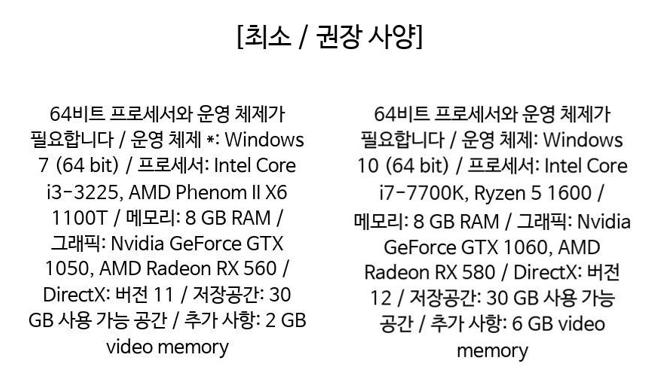 [최소 / 권장 사양]
64비트 프로세서와 운영 체제가
필요합니다 / 운영 체제 *: Windows
7 (64 bit) / 프로세서: Intel Core
i3-3225, AMD Phenom II X6
1100T / 메모리: 8 GB RAM /
그래픽: Nvidia GeForce GTX
1050, AMD Radeon RX 560 /
DirectX: 버전 11 / 저장공간: 30
GB 사용 가능 공간 / 추가 사항: 2 GB
video memory
64비트 프로세서와 운영 체제가
필요합니다 / 운영 체제: Windows
10 (64 bit) / 프로세서: Intel Core
i7-7700K, Ryzen 5 1600 /
메모리: 8 GB RAM / 그래픽: Nvidia
GeForce GTX 1060, AMD
Radeon RX 580 / DirectX: 버전
12 / 저장공간: 30 GB 사용 가능
공간 / 추가 사항: 6 GB video
memory